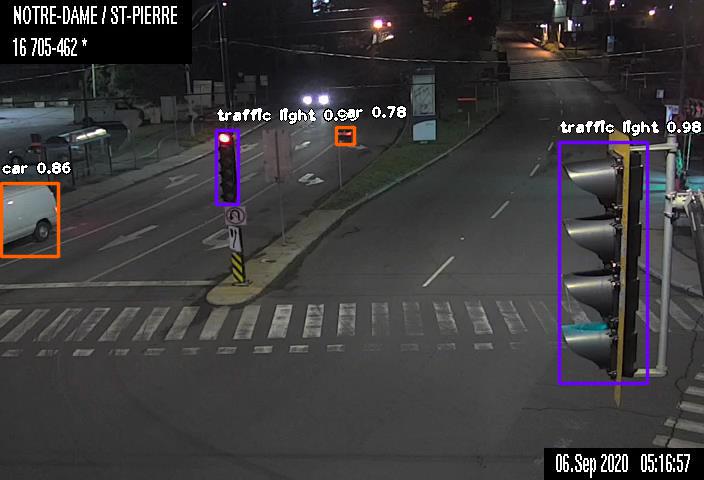 NOTRE-DAME / ST-PIERRE
16 705-462 *
traffic light 0.98
car 0.78
traffic light 0.98
car 0.86
06.Sep 2020 05:16:57